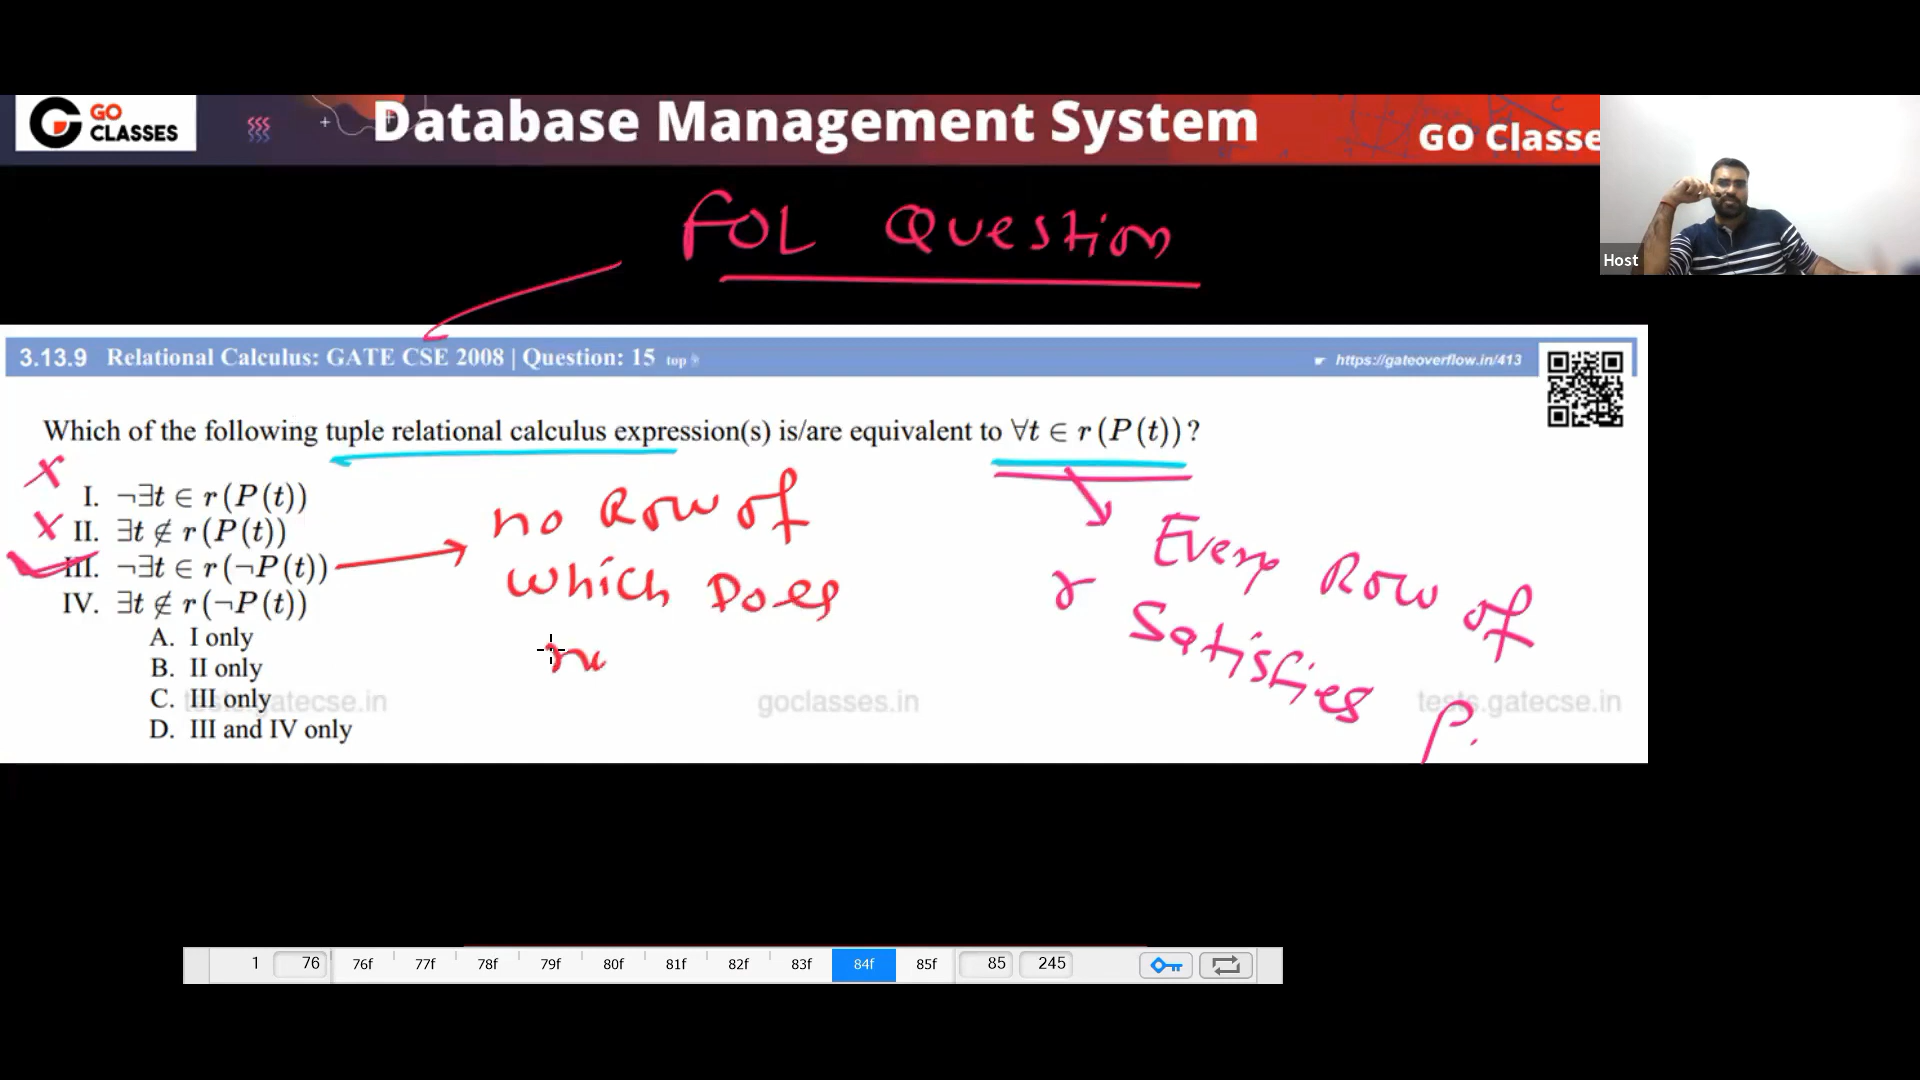 GO
CLASSES
Database Management System
GO Classe
Host
FOL Question
3.13.9 Relational Calculus: GATE CSE 2008 | Question: 15 top
https://gateoverflow.in/413
Which of the following tuple relational calculus expression(s) is/are equivalent to ∀t ∈ r (P(t))?
I. ¬∃t ∈ r (P(t))
II. ∃t ∉ r (P(t))
III. ¬∃t ∈ r (¬P(t))
IV. ∃t ∉ r (¬P(t))
A. I only
B. II only
C. III only
D. III and IV only
no Row of
which Does
Every Row of
r Satisfies P.
tests.gatecse.in
goclasses.in
tests.gatecse.in
1 76 76f 77f 78f 79f 80f 81f 82f 83f 84f 85f 85 245